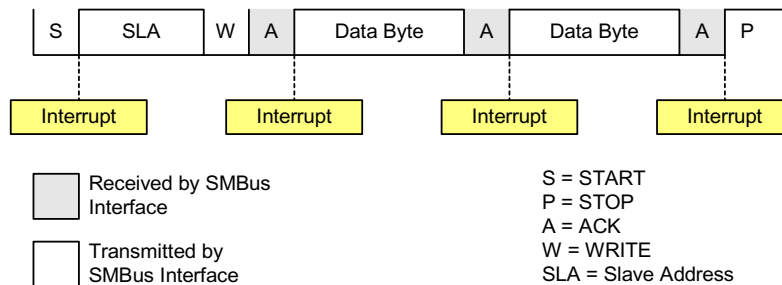 S SLA W A Data Byte A Data Byte A P
Interrupt Interrupt Interrupt Interrupt
Received by SMBus
Interface
Transmitted by
SMBus Interface
S = START
P = STOP
A = ACK
W = WRITE
SLA = Slave Address